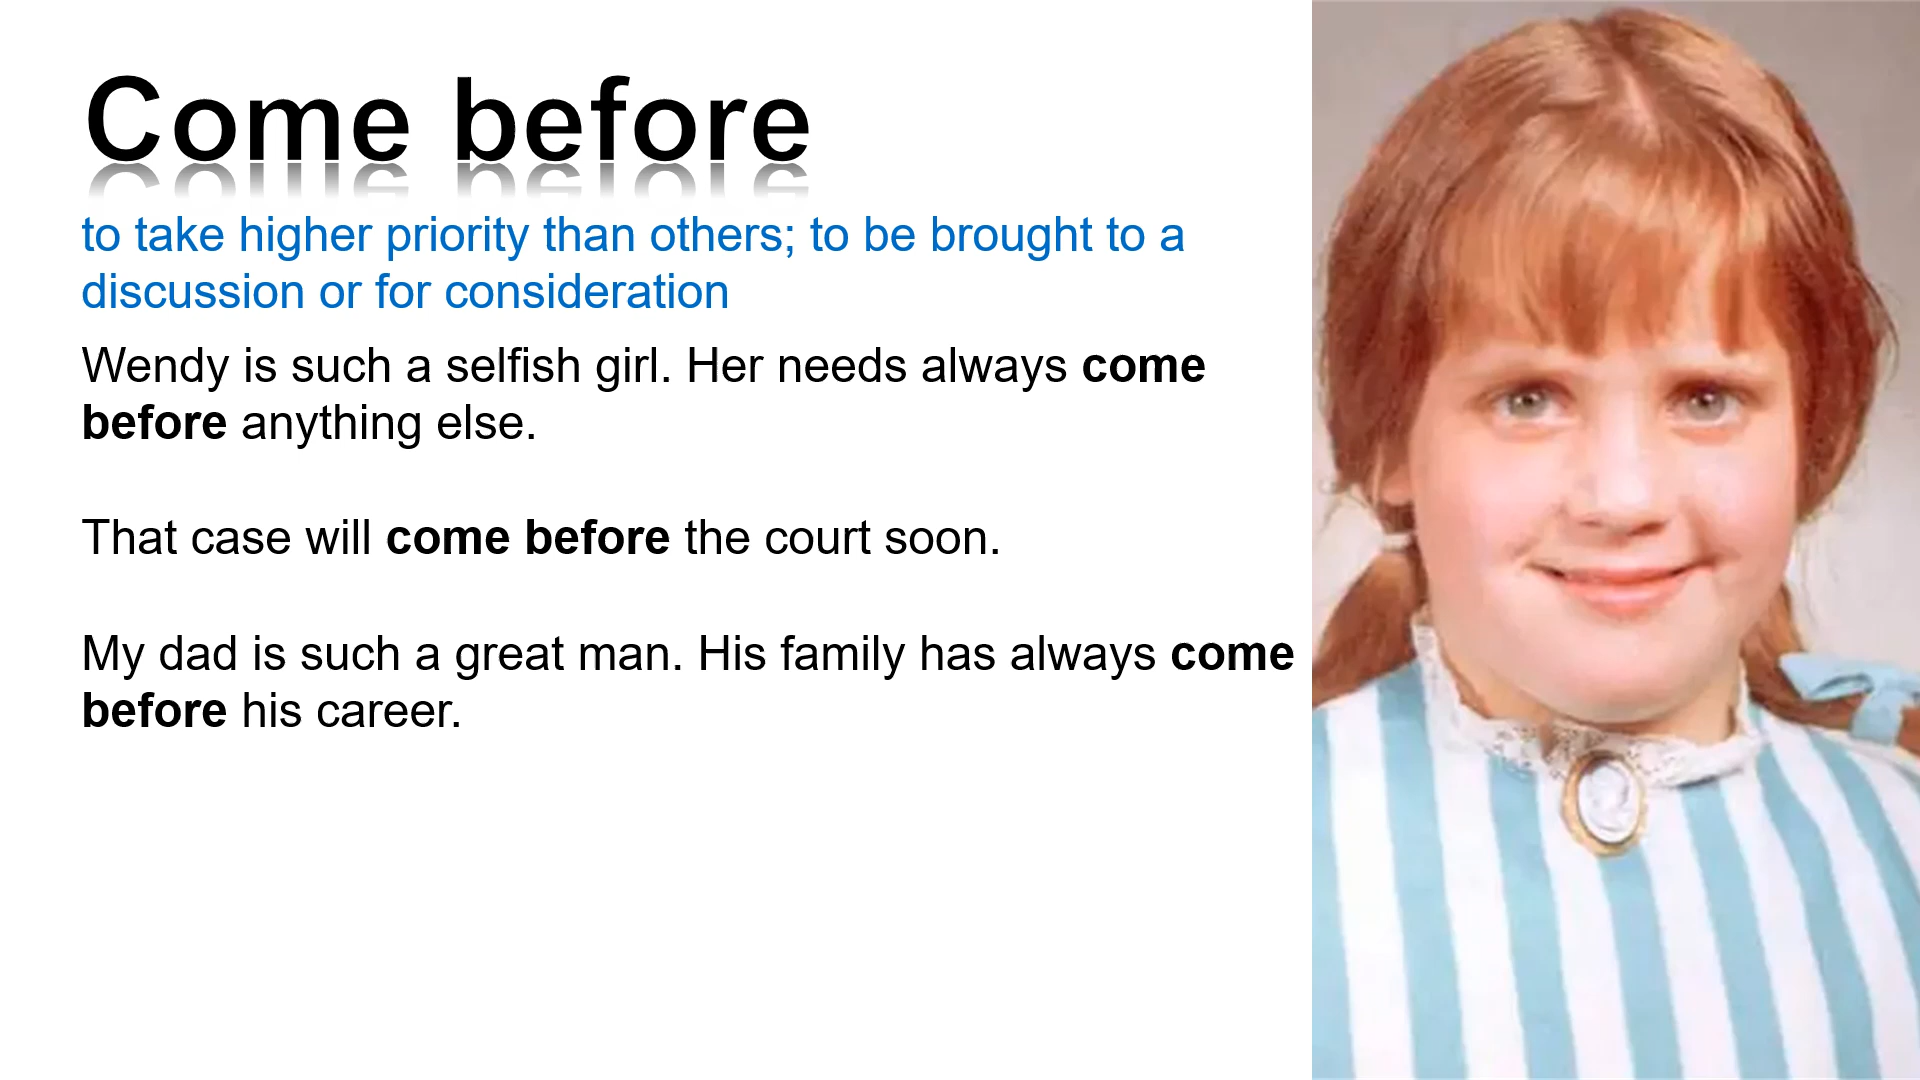 Come before
to take higher priority than others; to be brought to a
discussion or for consideration
Wendy is such a selfish girl. Her needs always come
before anything else.
That case will come before the court soon.
My dad is such a great man. His family has always come
before his career.